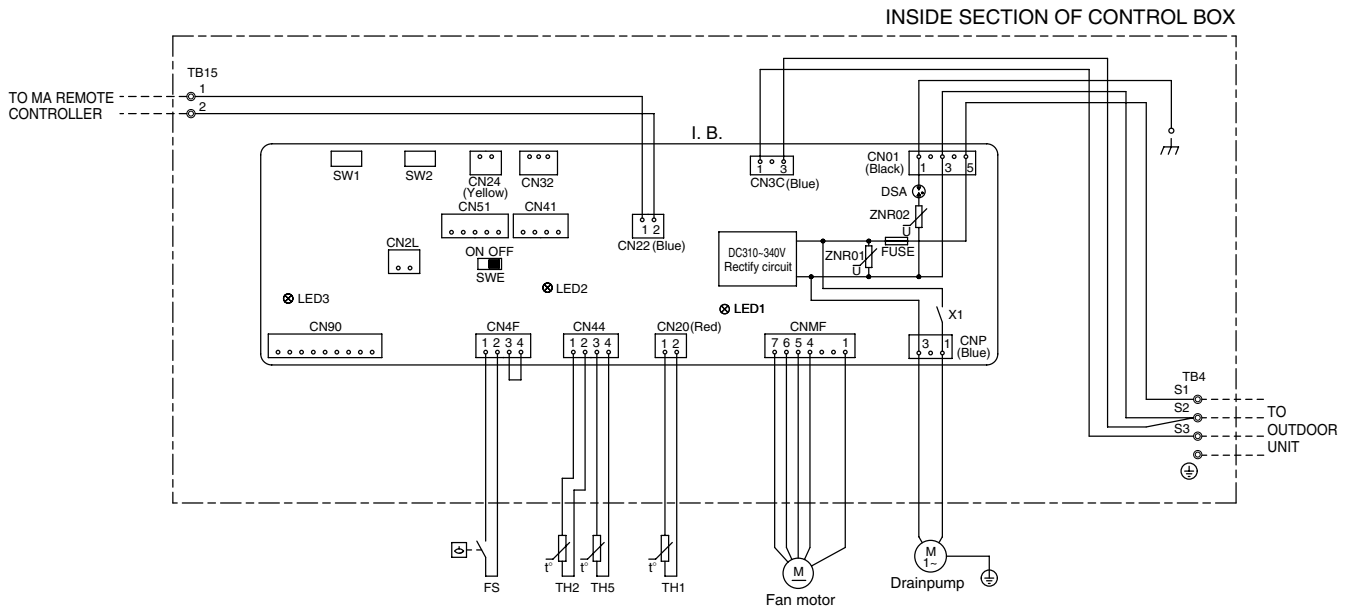 INSIDE SECTION OF CONTROL BOX
TB15
TO MA REMOTE
CONTROLLER
1
2
I. B.
SW1
SW2
CN24
(Yellow)
CN32
CN51
CN41
CN2L
ON OFF
SWE
1 2
CN22 (Blue)
1 3
CN3C (Blue)
CN01
(Black)
1 3 5
DSA
ZNR02
U
DC310~340V
Rectify circuit
ZNR01
U
FUSE
LED3
LED2
LED1
X1
CN90
CN4F
1 2 3 4
CN44
1 2 3 4
CN20 (Red)
1 2
CNMF
7 6 5 4 1
3 1
CNP
(Blue)
TB4
S1
S2
S3
TO
OUTDOOR
UNIT
FS
t°
TH2
t°
TH5
t°
TH1
M
Fan motor
M
1~
Drainpump